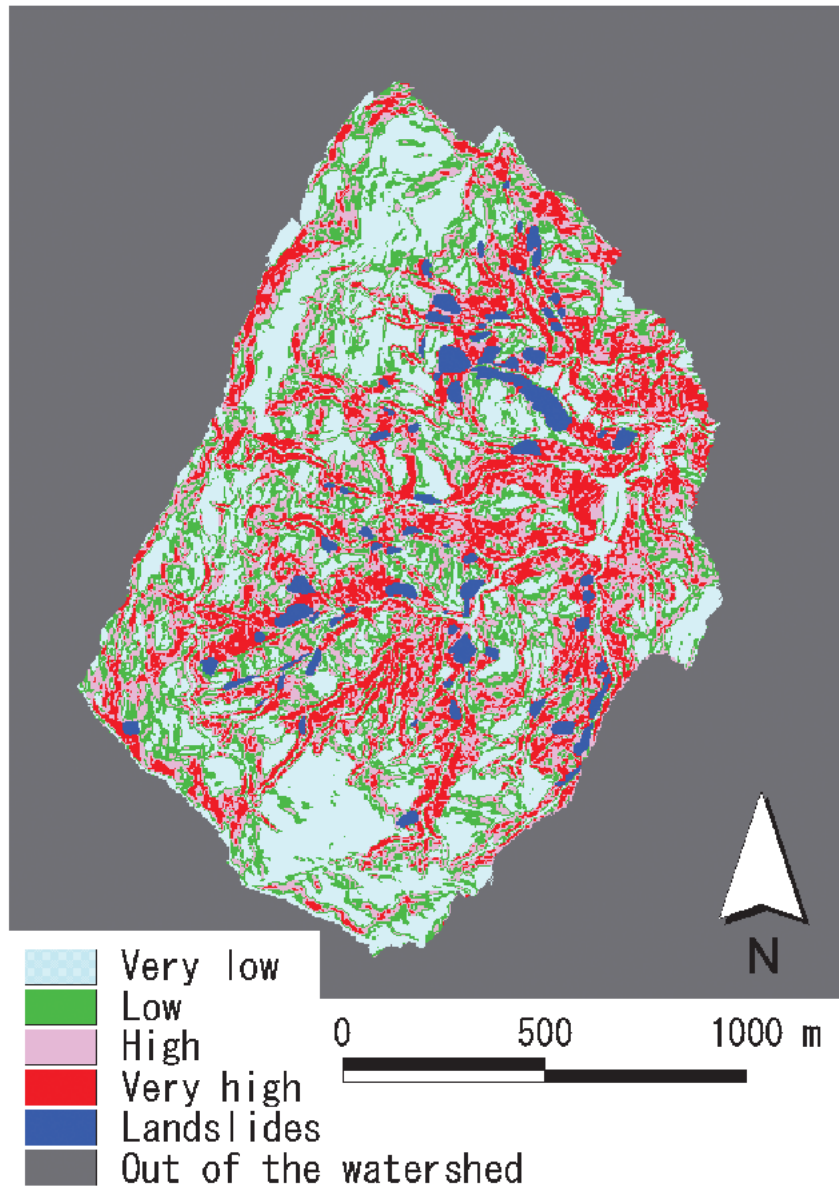 N
Very low
Low
High
Very high
Landslides
Out of the watershed
0 500 1000 m